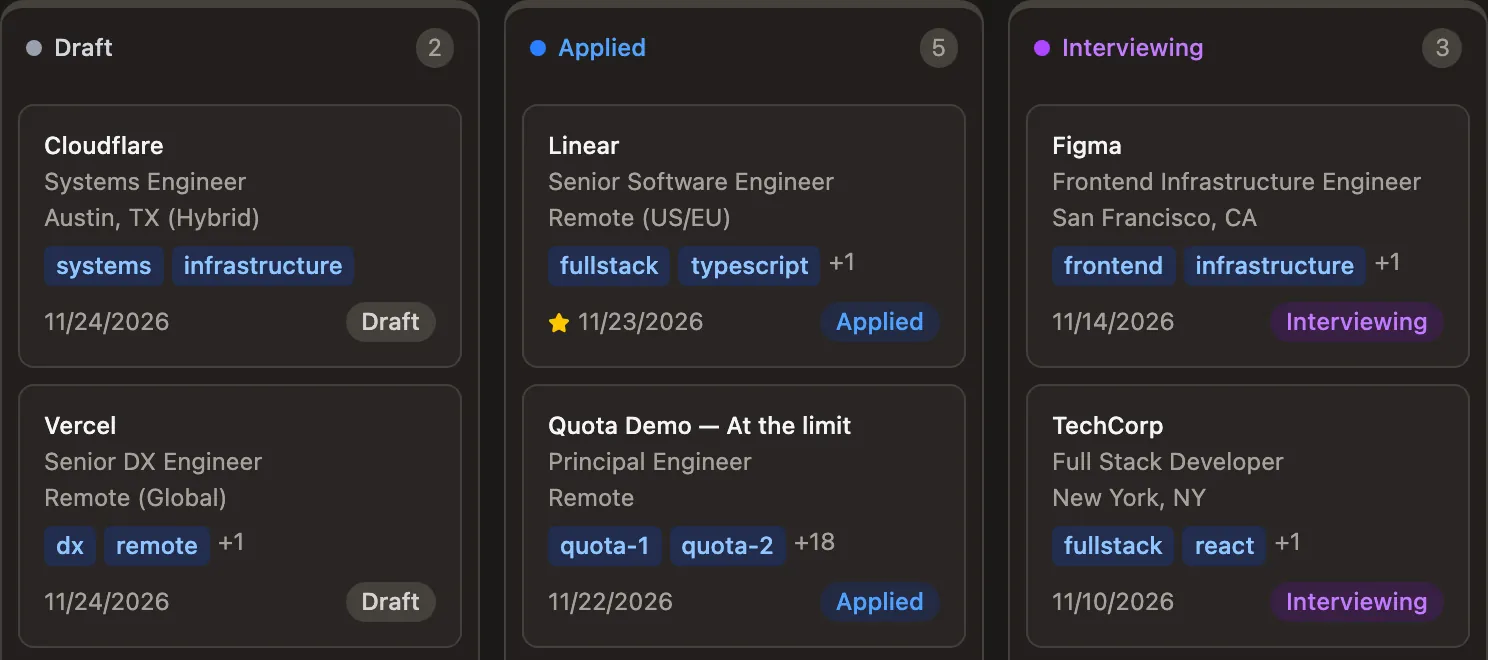 Draft 2
Cloudflare
Systems Engineer
Austin, TX (Hybrid)
systems infrastructure
11/24/2026 Draft
Vercel
Senior DX Engineer
Remote (Global)
dx remote +1
11/24/2026 Draft
Applied 5
Linear
Senior Software Engineer
Remote (US/EU)
fullstack typescript +1
11/23/2026 Applied
Quota Demo — At the limit
Principal Engineer
Remote
quota-1 quota-2 +18
11/22/2026 Applied
Interviewing 3
Figma
Frontend Infrastructure Engineer
San Francisco, CA
frontend infrastructure +1
11/14/2026 Interviewing
TechCorp
Full Stack Developer
New York, NY
fullstack react +1
11/10/2026 Interviewing